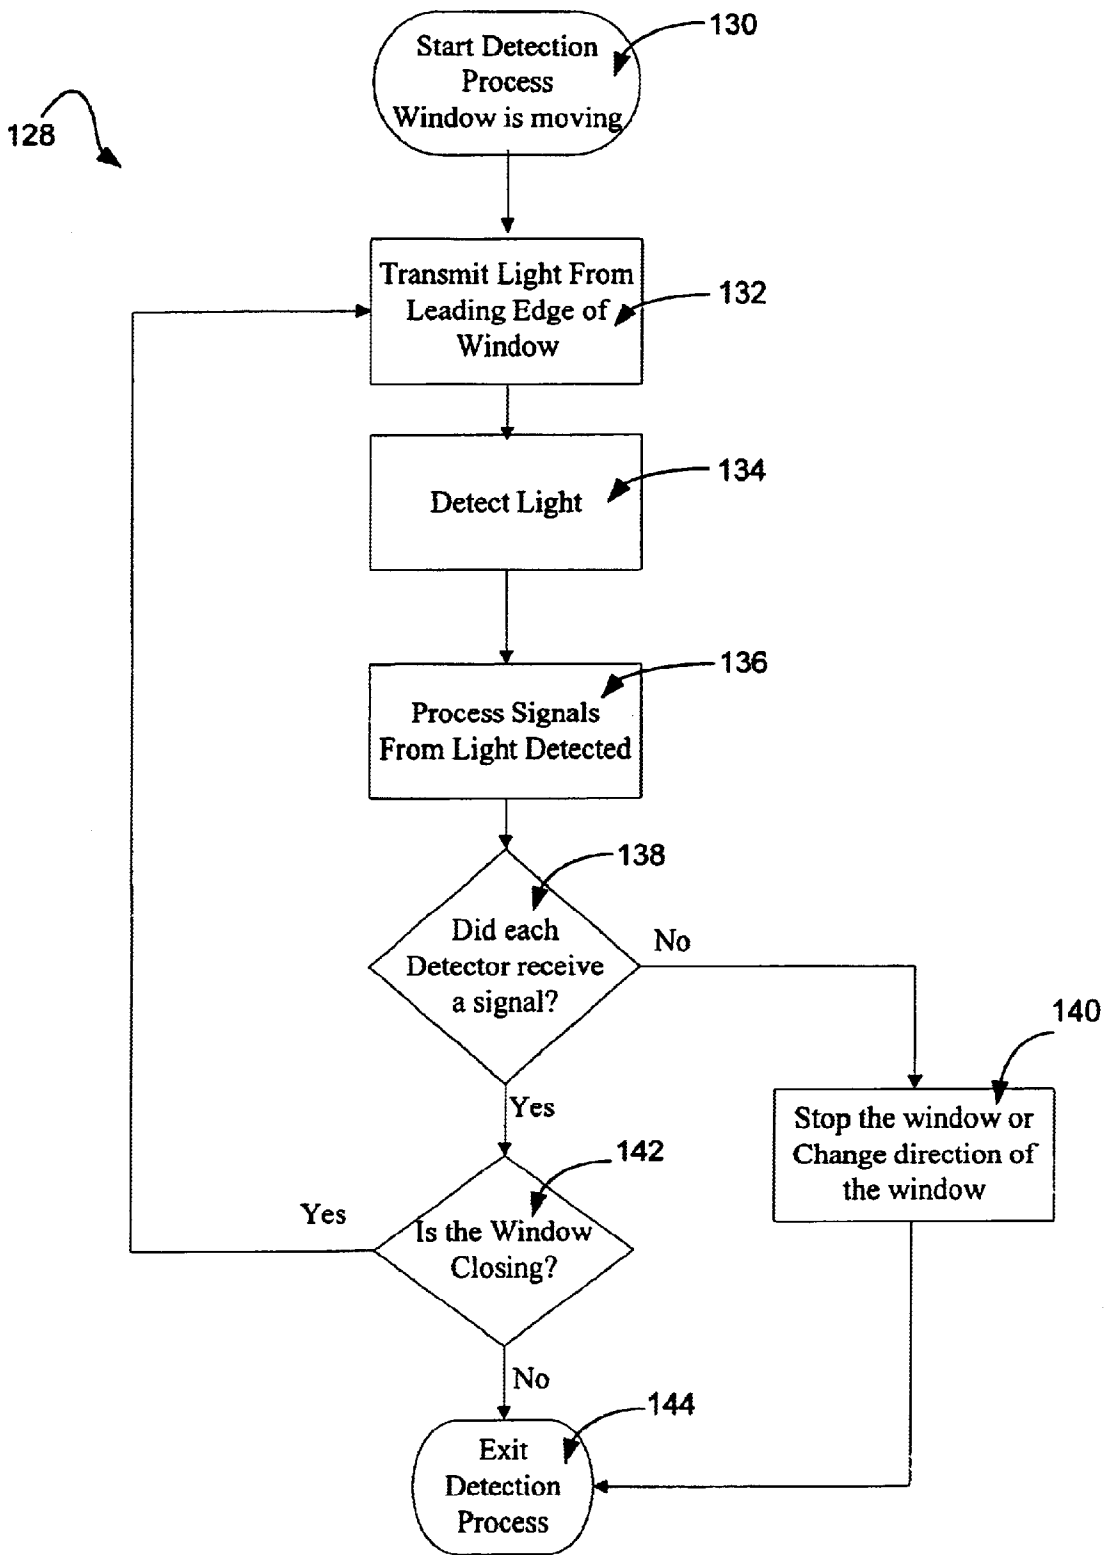 130
Start Detection
Process
Window is moving
128
132
Transmit Light From
Leading Edge of
Window
134
Detect Light
136
Process Signals
From Light Detected
138
Did each
Detector receive
a signal?
No
140
Stop the window or
Change direction of
the window
Yes
142
Is the Window
Closing?
Yes
No
144
Exit
Detection
Process